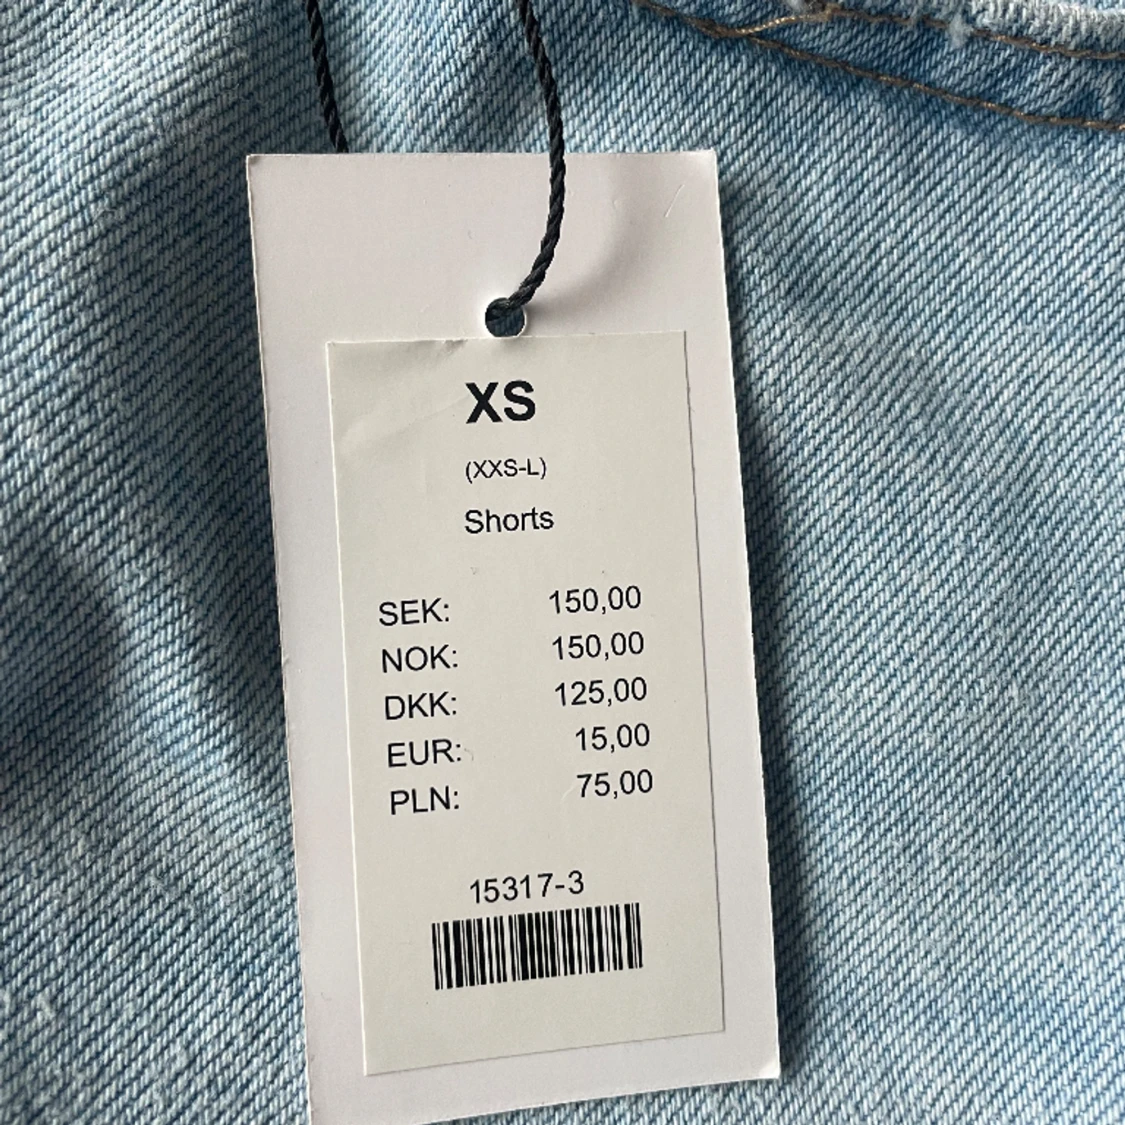 XS
(XXS-L)
Shorts
SEK: 150,00
NOK: 150,00
DKK: 125,00
EUR: 15,00
PLN: 75,00
15317-3